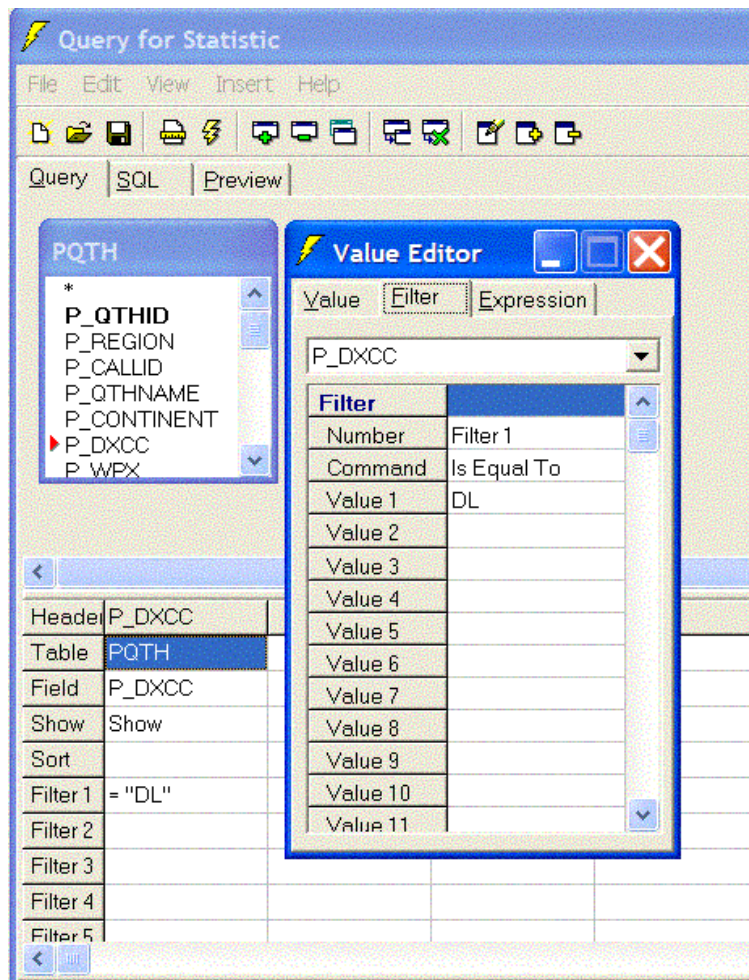 Query for Statistic
File Edit View Insert Help
Query SQL Preview
PQTH
*
P_QTHID
P_REGION
P_CALLID
P_QTHNAME
P_CONTINENT
P_DXCC
P_WPX
Value Editor
Value Filter Expression
P_DXCC
Filter
Number Filter 1
Command Is Equal To
Value 1 DL
Value 2
Value 3
Value 4
Value 5
Value 6
Value 7
Value 8
Value 9
Value 10
Value 11
Header P_DXCC
Table PQTH
Field P_DXCC
Show Show
Sort
Filter 1 = "DL"
Filter 2
Filter 3
Filter 4
Filter 5